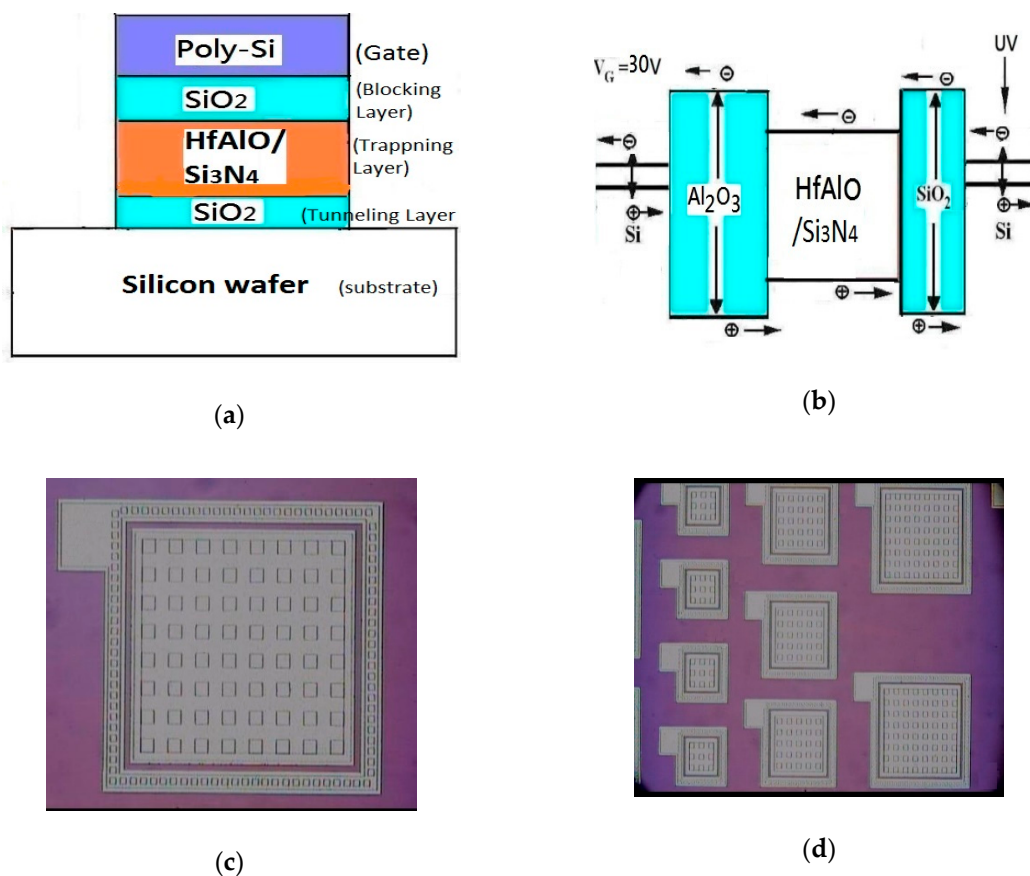 Poly-Si
(Gate)
SiO2
(Blocking
Layer)
HfAlO/
Si3N4
(Trappning
Layer)
SiO2
(Tunneling Layer
Silicon wafer
(substrate)
(a)
UV
VG =30V
⊖
⊖
⊖
⊖
⊖
Al2O3
HfAlO
/Si3N4
SiO2
⊕
Si
⊕
Si
⊕
⊕
⊕
(b)
(c)
(d)